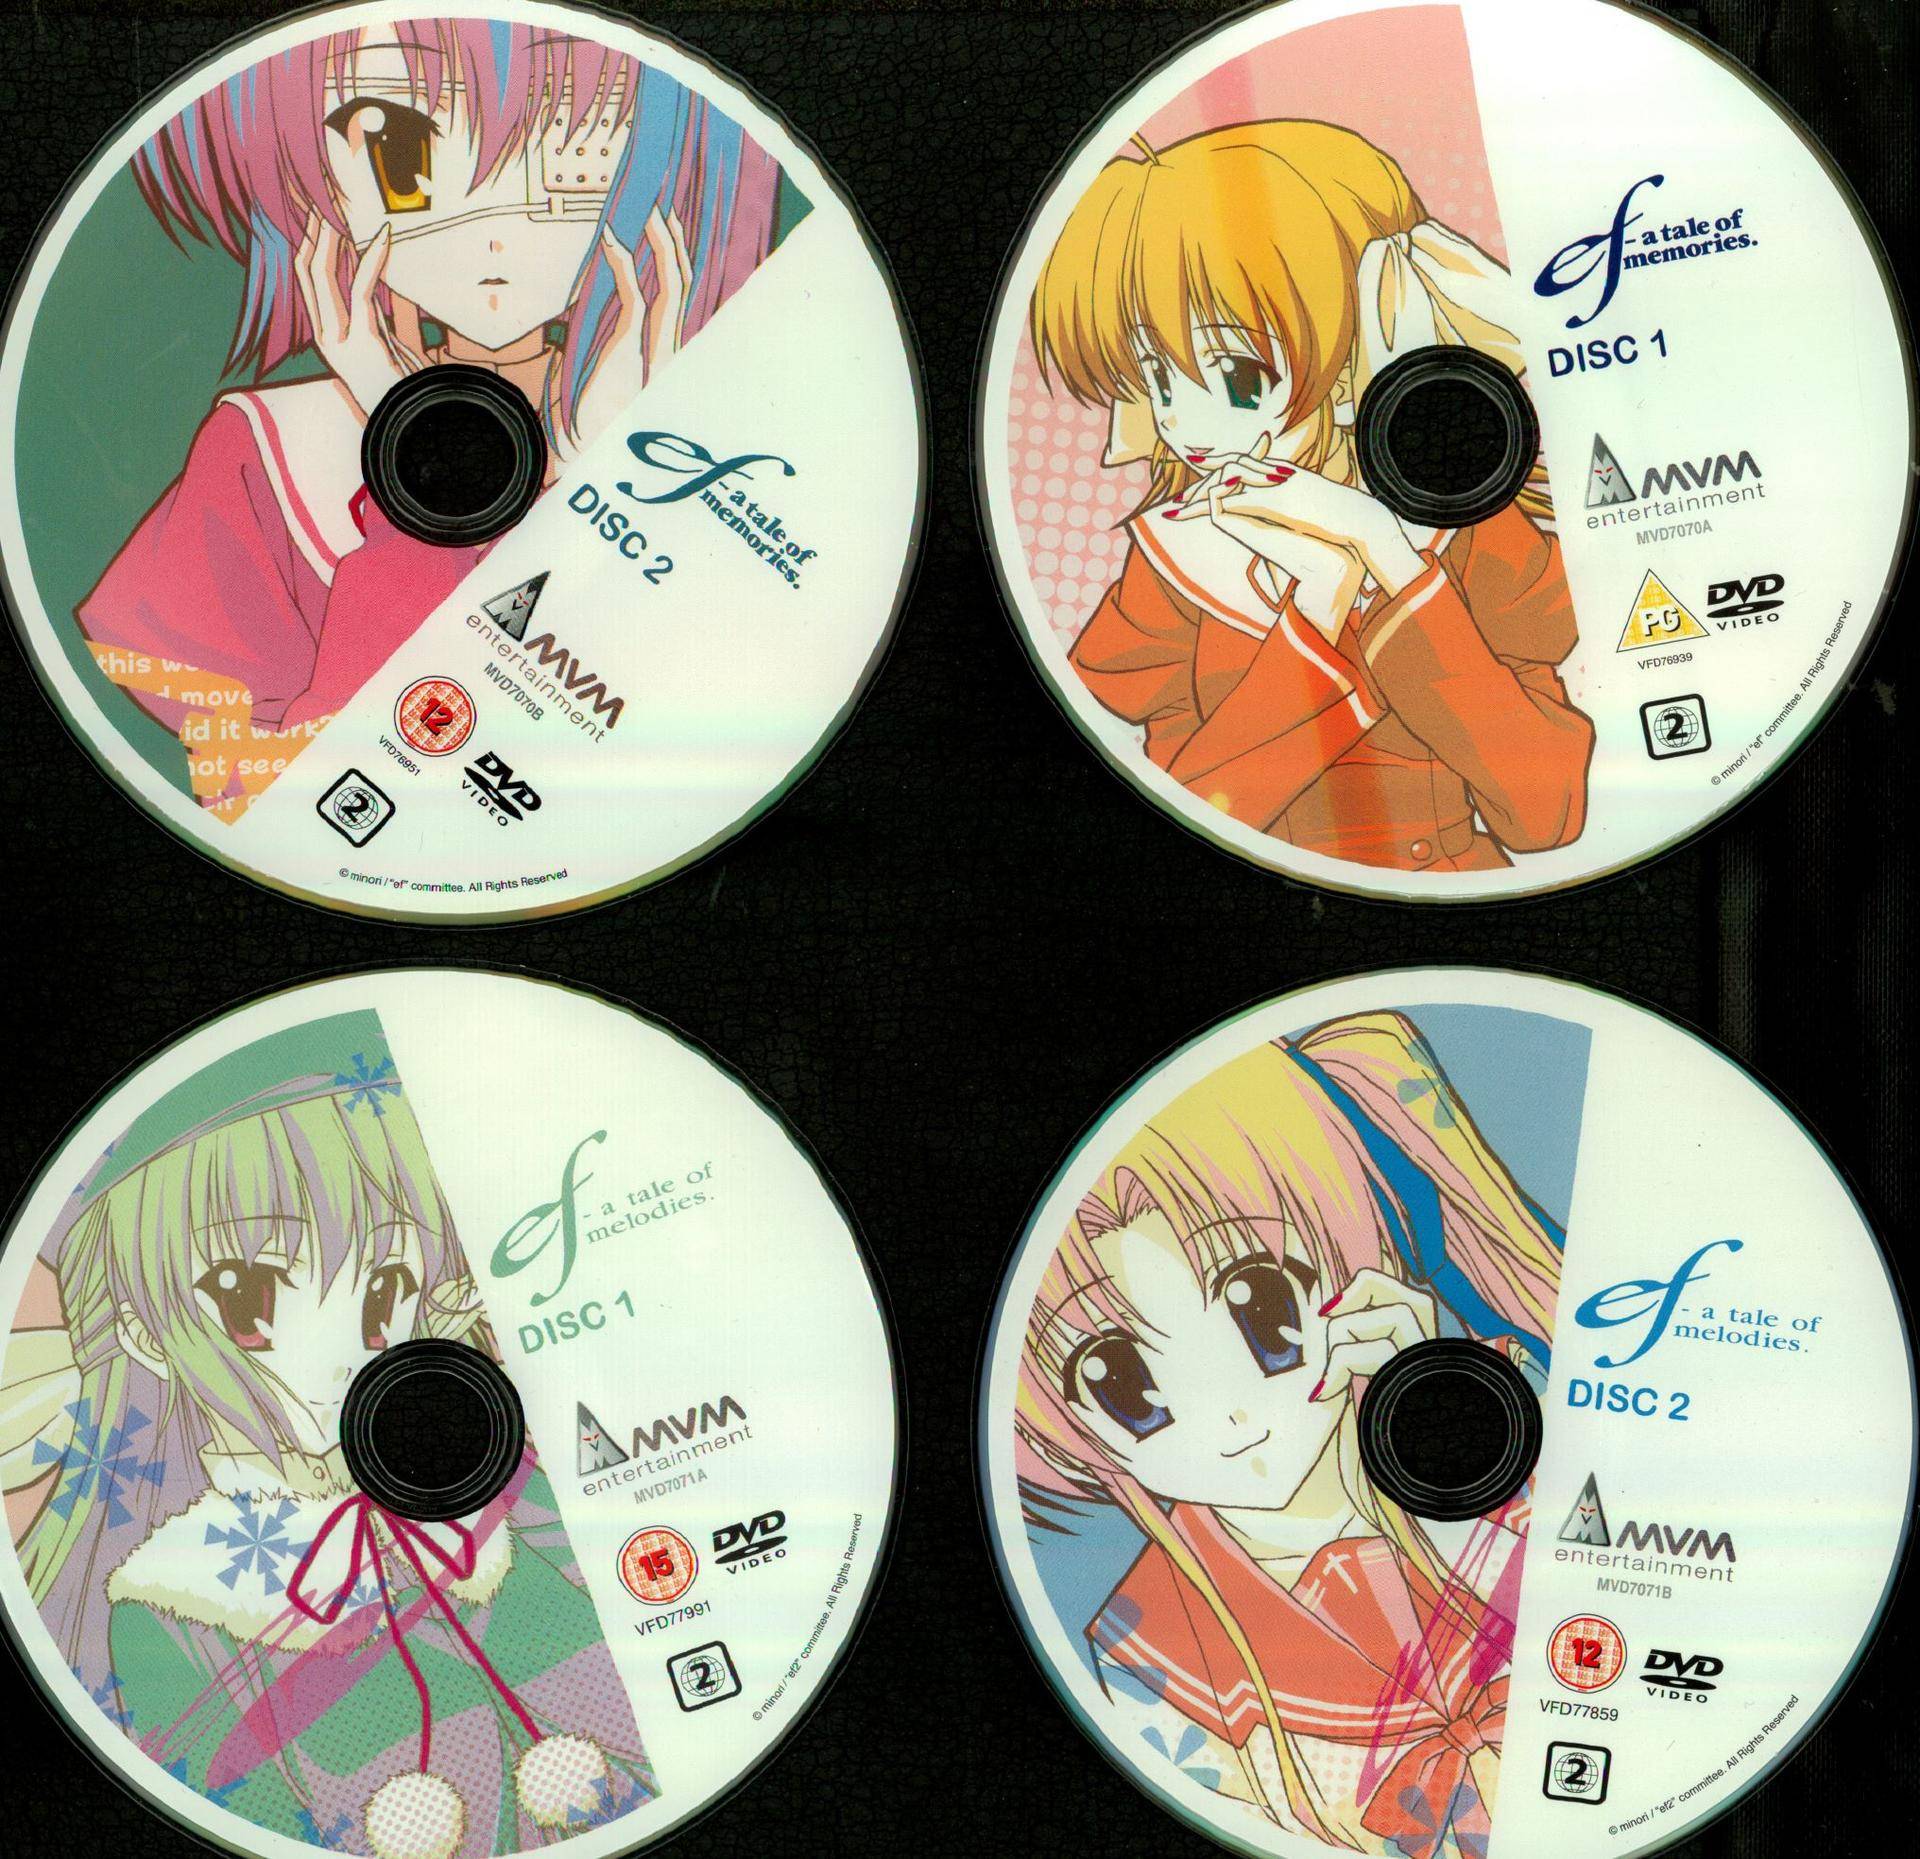 this
move
id it work?
not see
ef - a tale of
memories.
DISC 2
MVM
entertainment
MVD7070B
12
VFD76951
DVD
VIDEO
2
© minori / "ef" committee. All Rights Reserved
ef - a tale of
memories.
DISC 1
MVM
entertainment
MVD7070A
PG
DVD
VIDEO
VFD76939
2
© minori / "ef" committee. All Rights Reserved
ef - a tale of
melodies.
DISC 1
MVM
entertainment
MVD7071A
15
DVD
VIDEO
VFD77991
2
© minori / "ef2" committee. All Rights Reserved
ef - a tale of
melodies.
DISC 2
MVM
entertainment
MVD7071B
12
DVD
VIDEO
VFD77859
2
© minori / "ef2" committee. All Rights Reserved